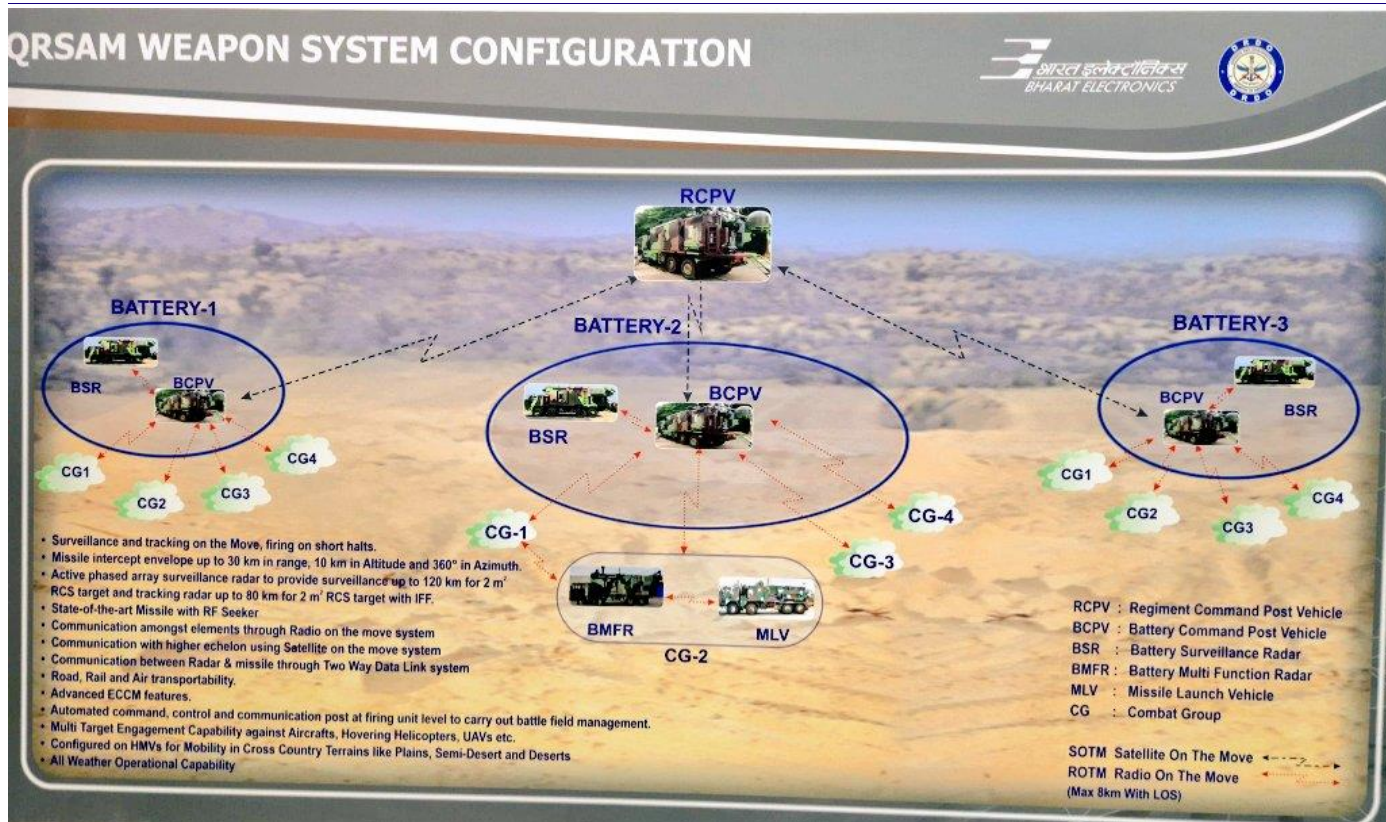 QRSAM WEAPON SYSTEM CONFIGURATION
भारत इलेक्ट्रॉनिक्स
BHARAT ELECTRONICS
DRDO
DRDO
RCPV
BATTERY-1
BSR
BCPV
CG1
CG2
CG3
CG4
BATTERY-2
BSR
BCPV
CG-1
CG-4
CG-3
BMFR
MLV
CG-2
BATTERY-3
BCPV
BSR
CG1
CG2
CG3
CG4
• Surveillance and tracking on the Move, firing on short halts.
• Missile intercept envelope up to 30 km in range, 10 km in Altitude and 360° in Azimuth.
• Active phased array surveillance radar to provide surveillance up to 120 km for 2 m²
RCS target and tracking radar up to 80 km for 2 m² RCS target with IFF.
• State-of-the-art Missile with RF Seeker
• Communication amongst elements through Radio on the move system
• Communication with higher echelon using Satellite on the move system
• Communication between Radar & missile through Two Way Data Link system
• Road, Rail and Air transportability.
• Advanced ECCM features.
• Automated command, control and communication post at firing unit level to carry out battle field management.
• Multi Target Engagement Capability against Aircrafts, Hovering Helicopters, UAVs etc.
• Configured on HMVs for Mobility in Cross Country Terrains like Plains, Semi-Desert and Deserts
• All Weather Operational Capability
RCPV : Regiment Command Post Vehicle
BCPV : Battery Command Post Vehicle
BSR : Battery Surveillance Radar
BMFR : Battery Multi Function Radar
MLV : Missile Launch Vehicle
CG : Combat Group
SOTM Satellite On The Move
ROTM Radio On The Move
(Max 8km With LOS)